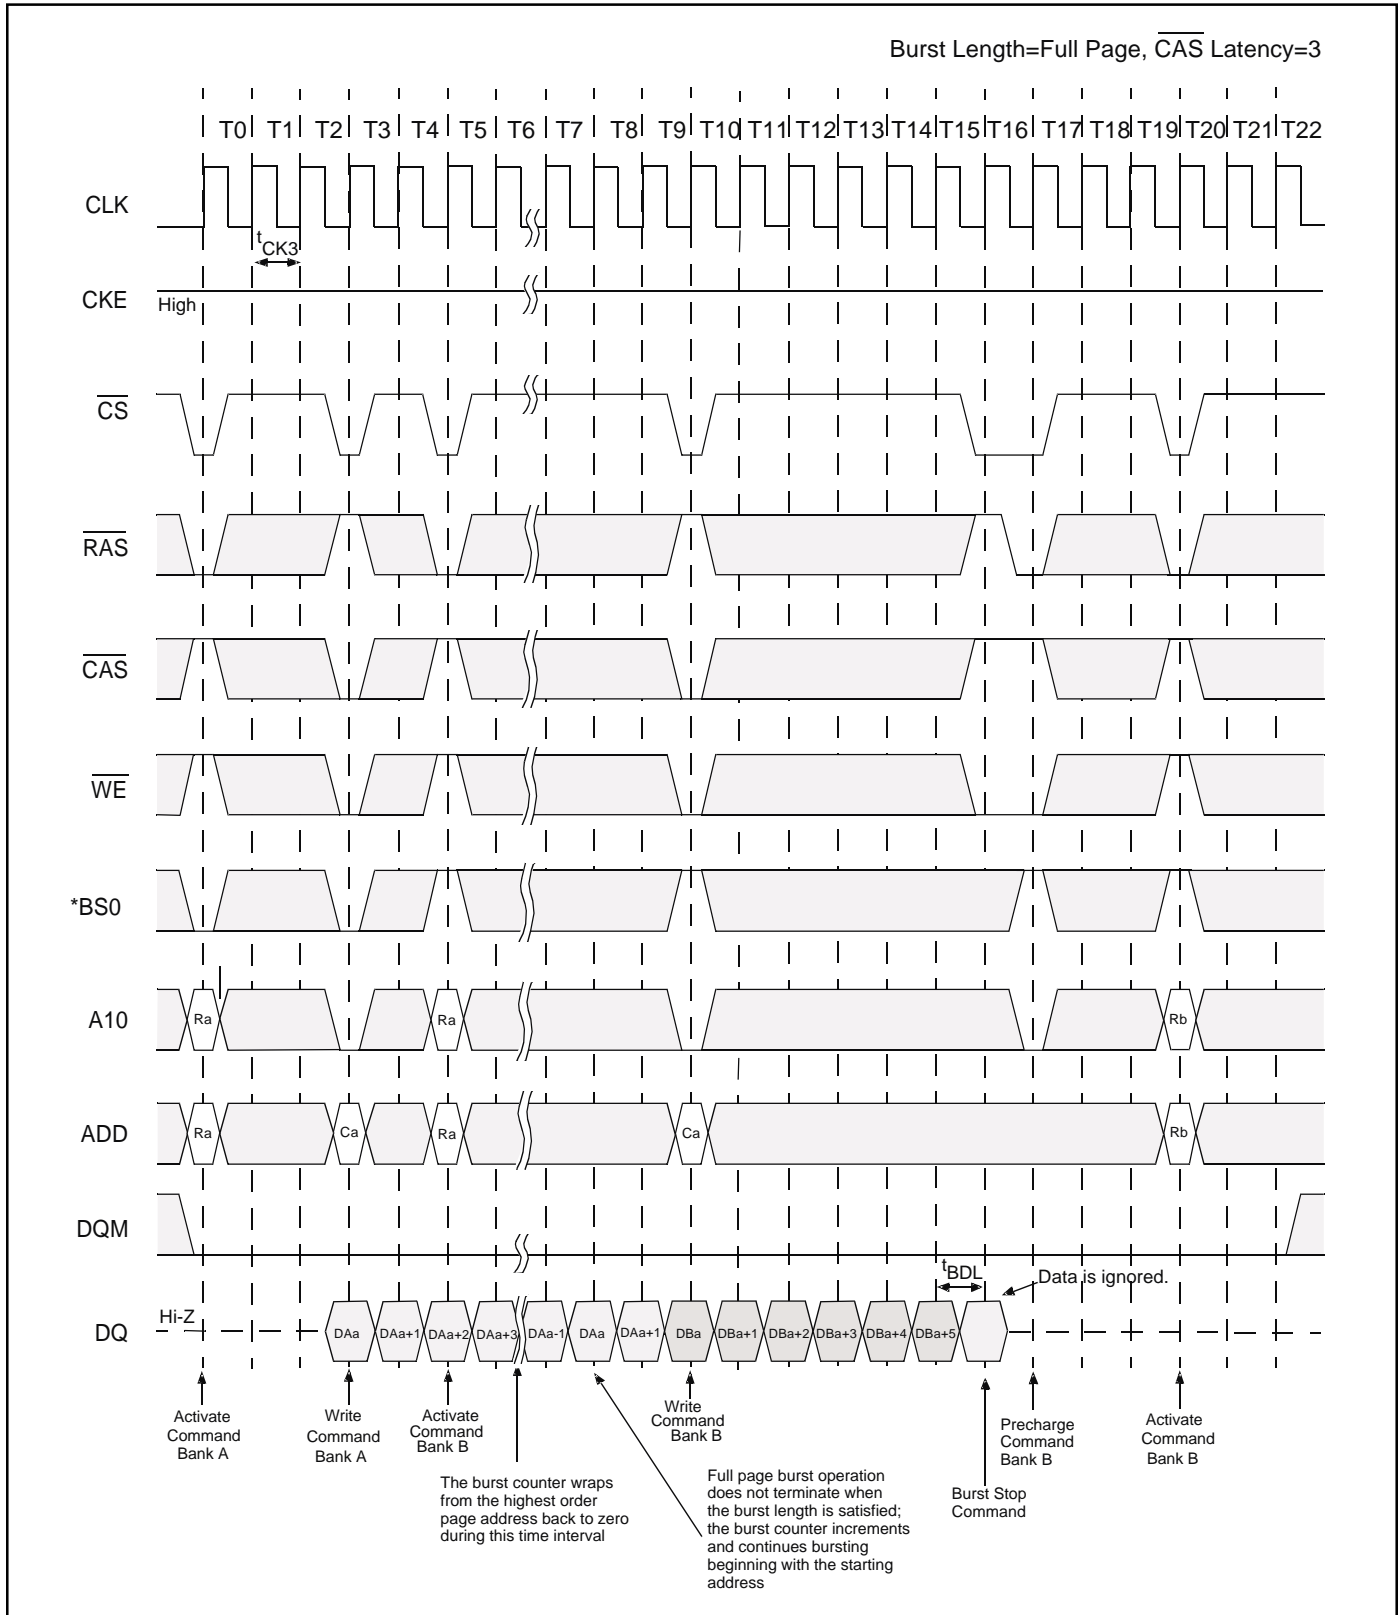 Burst Length=Full Page, CAS Latency=3
T0 T1 T2 T3 T4 T5 T6 T7 T8 T9 T10 T11 T12 T13 T14 T15 T16 T17 T18 T19 T20 T21 T22
CLK
tCK3
CKE
High
CS
RAS
CAS
WE
*BS0
A10
Ra Ra Rb
ADD
Ra Ca Ra Ca Rb
DQM
tBDL
Data is ignored.
Hi-Z
DQ
DAa DAa+1 DAa+2 DAa+3 DAa-1 DAa DAa+1 DBa DBa+1 DBa+2 DBa+3 DBa+4 DBa+5
Activate
Command
Bank A
Write
Command
Bank A
Activate
Command
Bank B
Write
Command
Bank B
Precharge
Command
Bank B
Activate
Command
Bank B
The burst counter wraps
from the highest order
page address back to zero
during this time interval
Full page burst operation
does not terminate when
the burst length is satisfied;
the burst counter increments
and continues bursting
beginning with the starting
address
Burst Stop
Command